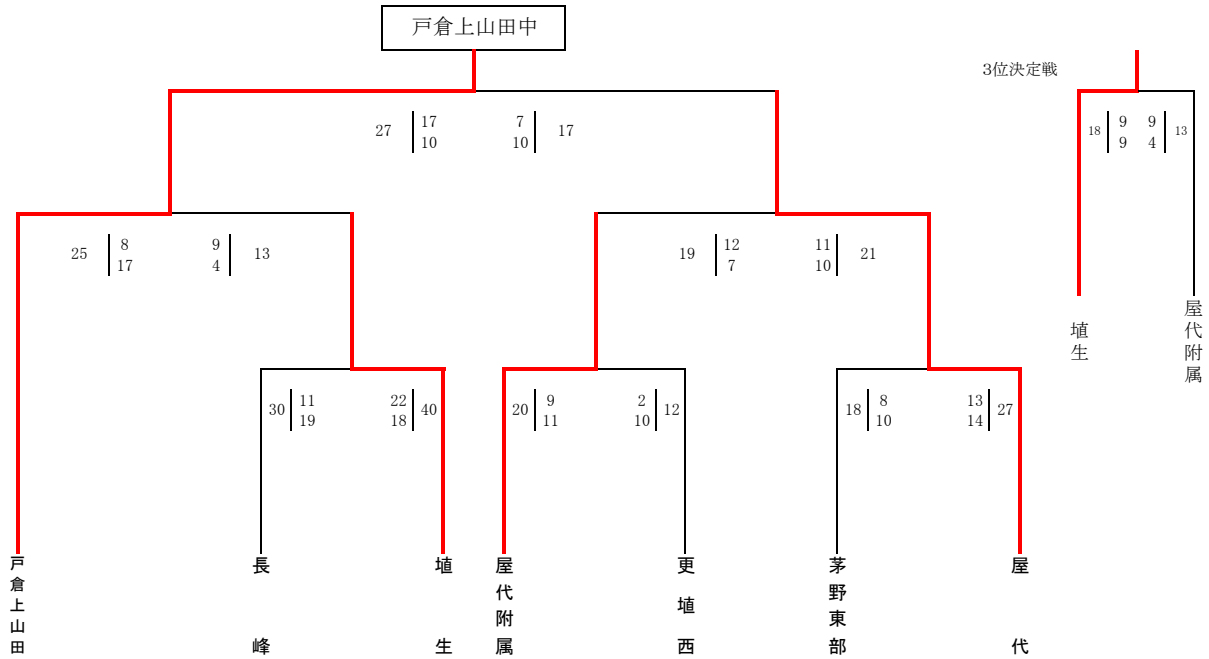 戸倉上山田中
3位決定戦
27 17 7 17
10 10
18 9 9 13
9 4
25 8 9 13
17 4
19 12 11 21
7 10
埴生
屋代附属
30 11 22 40
19 18
20 9 2 12
11 10
18 8 13 27
10 14
戸倉上山田
長峰
埴生
屋代附属
更埴西
茅野東部
屋代